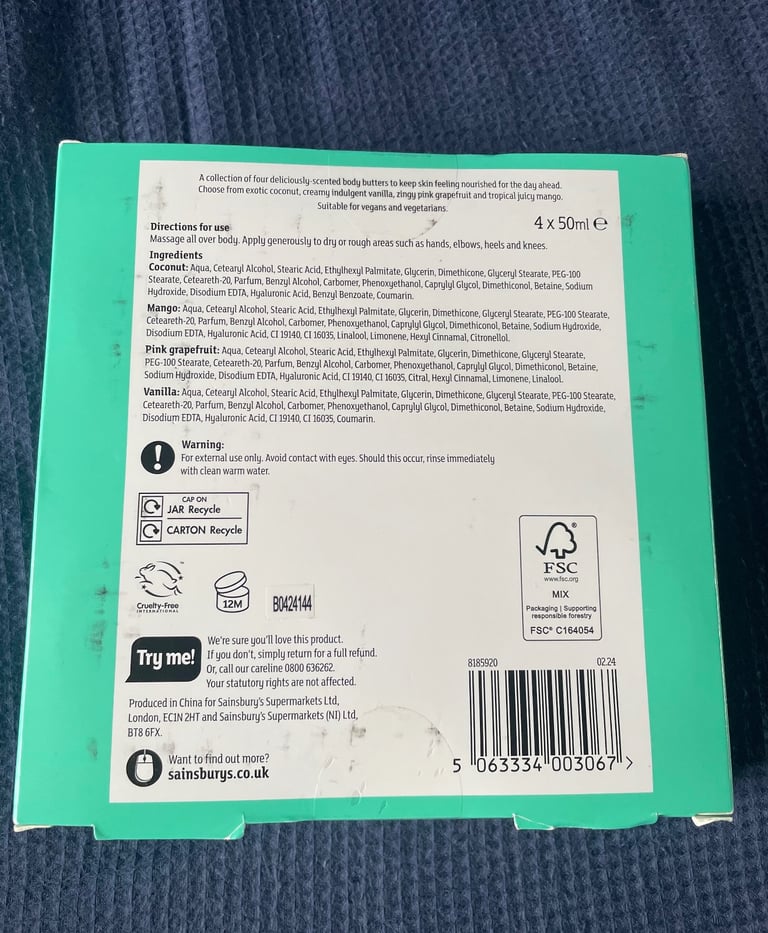 A collection of four deliciously-scented body butters to keep skin feeling nourished for the day ahead.
Choose from exotic coconut, creamy indulgent vanilla, zingy pink grapefruit and tropical juicy mango.
Suitable for vegans and vegetarians.
4 x 50ml ℮
Directions for use
Massage all over body. Apply generously to dry or rough areas such as hands, elbows, heels and knees.
Ingredients
Coconut: Aqua, Cetearyl Alcohol, Stearic Acid, Ethylhexyl Palmitate, Glycerin, Dimethicone, Glyceryl Stearate, PEG-100
Stearate, Ceteareth-20, Parfum, Benzyl Alcohol, Carbomer, Phenoxyethanol, Caprylyl Glycol, Dimethiconol, Betaine, Sodium
Hydroxide, Disodium EDTA, Hyaluronic Acid, Benzyl Benzoate, Coumarin.
Mango: Aqua, Cetearyl Alcohol, Stearic Acid, Ethylhexyl Palmitate, Glycerin, Dimethicone, Glyceryl Stearate, PEG-100 Stearate,
Ceteareth-20, Parfum, Benzyl Alcohol, Carbomer, Phenoxyethanol, Caprylyl Glycol, Dimethiconol, Betaine, Sodium Hydroxide,
Disodium EDTA, Hyaluronic Acid, CI 19140, CI 16035, Linalool, Limonene, Hexyl Cinnamal, Citronellol.
Pink grapefruit: Aqua, Cetearyl Alcohol, Stearic Acid, Ethylhexyl Palmitate, Glycerin, Dimethicone, Glyceryl Stearate,
PEG-100 Stearate, Ceteareth-20, Parfum, Benzyl Alcohol, Carbomer, Phenoxyethanol, Caprylyl Glycol, Dimethiconol, Betaine,
Sodium Hydroxide, Disodium EDTA, Hyaluronic Acid, CI 19140, CI 16035, Citral, Hexyl Cinnamal, Limonene, Linalool.
Vanilla: Aqua, Cetearyl Alcohol, Stearic Acid, Ethylhexyl Palmitate, Glycerin, Dimethicone, Glyceryl Stearate, PEG-100 Stearate,
Ceteareth-20, Parfum, Benzyl Alcohol, Carbomer, Phenoxyethanol, Caprylyl Glycol, Dimethiconol, Betaine, Sodium Hydroxide,
Disodium EDTA, Hyaluronic Acid, CI 19140, CI 16035, Coumarin.
Warning:
For external use only. Avoid contact with eyes. Should this occur, rinse immediately
with clean warm water.
CAP ON
JAR Recycle
CARTON Recycle
Cruelty-Free
INTERNATIONAL
12M
B0424144
FSC
www.fsc.org
MIX
Packaging | Supporting
responsible forestry
FSC® C164054
Try me!
We're sure you'll love this product.
If you don't, simply return for a full refund.
Or, call our careline 0800 636262.
Your statutory rights are not affected.
Produced in China for Sainsbury's Supermarkets Ltd,
London, EC1N 2HT and Sainsbury's Supermarkets (NI) Ltd,
BT8 6FX.
Want to find out more?
sainsburys.co.uk
8185920 02.24
5 063334 003067 >